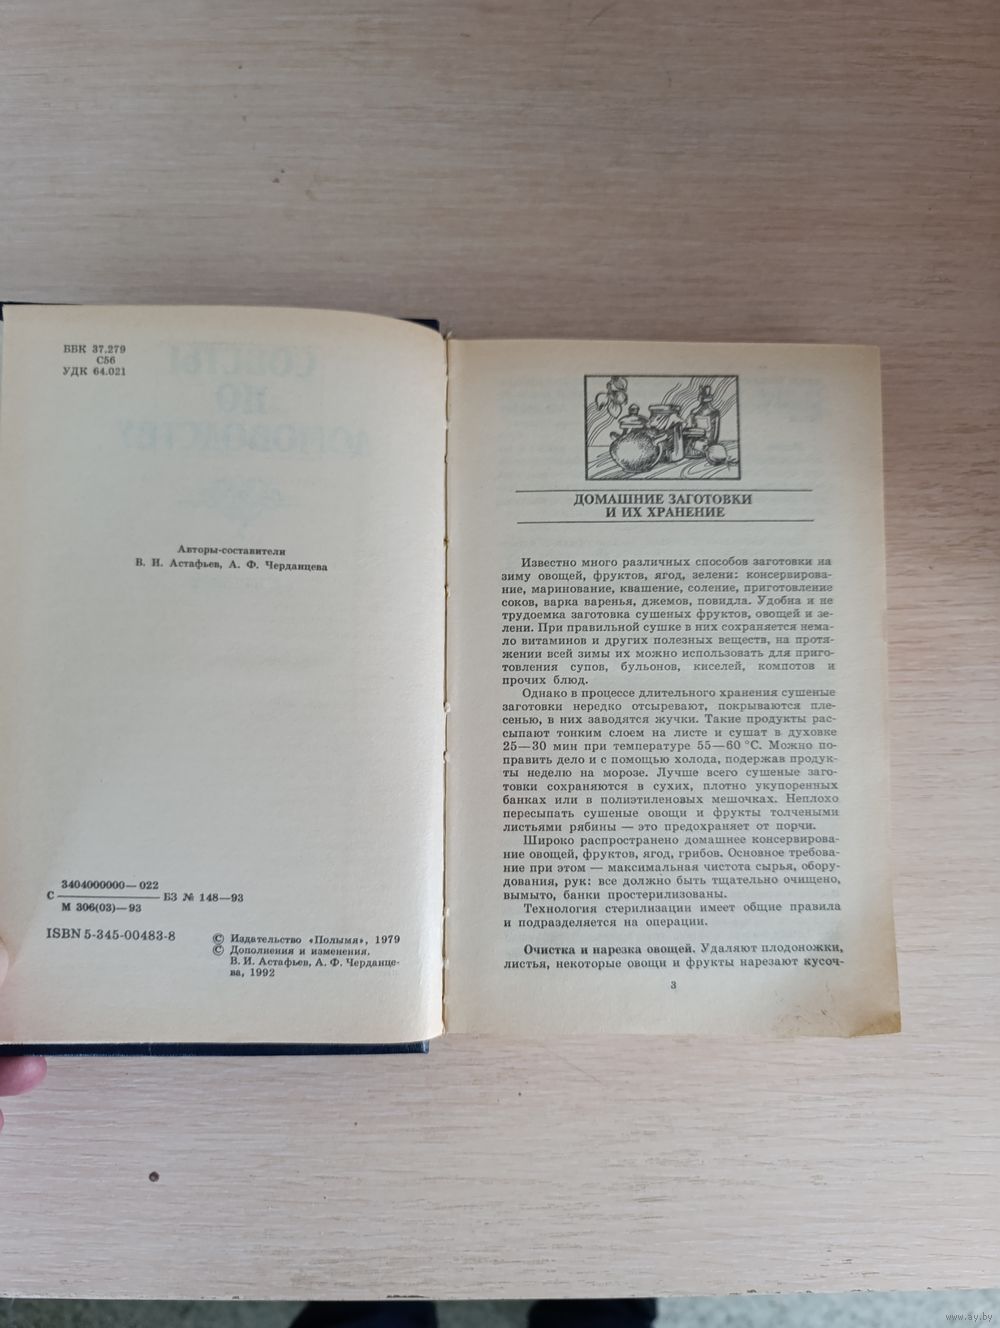 ББК 37.279
С56
УДК 64.021
Авторы-составители
В. И. Астафьев, А. Ф. Черданцева
3404000000—022
С
БЗ № 148—93
М 306(03)—93
ISBN 5-345-00483-8
© Издательство «Полымя», 1979
© Дополнения и изменения,
В. И. Астафьев, А. Ф. Черданце-
ва, 1992
ДОМАШНИЕ ЗАГОТОВКИ
И ИХ ХРАНЕНИЕ
Известно много различных способов заготовки на
зиму овощей, фруктов, ягод, зелени: консервирова-
ние, маринование, квашение, соление, приготовление
соков, варка варенья, джемов, повидла. Удобна и не
трудоемка заготовка сушеных фруктов, овощей и зе-
лени. При правильной сушке в них сохраняется нема-
ло витаминов и других полезных веществ, на протя-
жении всей зимы их можно использовать для приго-
товления супов, бульонов, киселей, компотов и
прочих блюд.
Однако в процессе длительного хранения сушеные
заготовки нередко отсыревают, покрываются пле-
сенью, в них заводятся жучки. Такие продукты рас-
сыпают тонким слоем на листе и сушат в духовке
25—30 мин при температуре 55—60 °С. Можно по-
править дело и с помощью холода, подержав продук-
ты неделю на морозе. Лучше всего сушеные заго-
товки сохраняются в сухих, плотно укупоренных
банках или в полиэтиленовых мешочках. Неплохо
пересыпать сушеные овощи и фрукты толчеными
листьями рябины — это предохраняет от порчи.
Широко распространено домашнее консервирова-
ние овощей, фруктов, ягод, грибов. Основное требова-
ние при этом — максимальная чистота сырья, обору-
дования, рук: все должно быть тщательно очищено,
вымыто, банки простерилизованы.
Технология стерилизации имеет общие правила
и подразделяется на операции.
Очистка и нарезка овощей. Удаляют плодоножки,
листья, некоторые овощи и фрукты нарезают кусоч-
3
www.ay.by